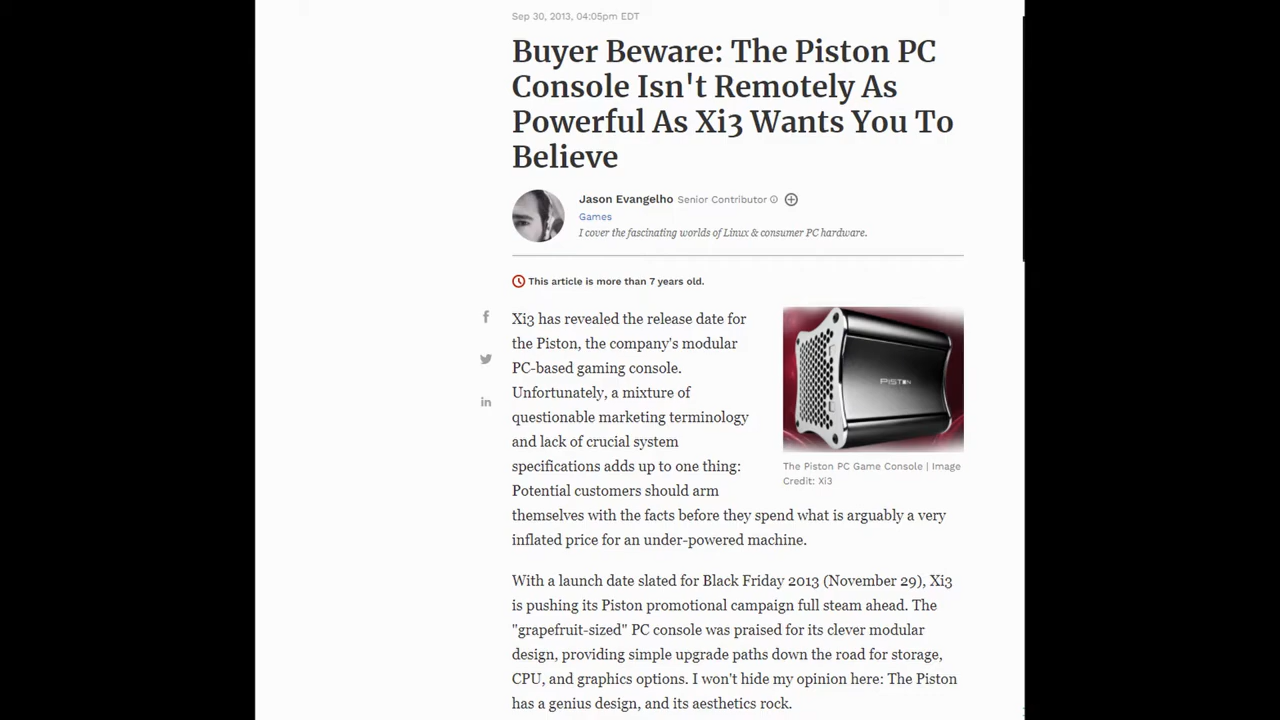 Sep 30, 2013, 04:05pm EDT
Buyer Beware: The Piston PC
Console Isn't Remotely As
Powerful As Xi3 Wants You To
Believe
Jason Evangelho Senior Contributor
Games
I cover the fascinating worlds of Linux & consumer PC hardware.
This article is more than 7 years old.
Xi3 has revealed the release date for
the Piston, the company's modular
PC-based gaming console.
Unfortunately, a mixture of
questionable marketing terminology
and lack of crucial system
specifications adds up to one thing:
Potential customers should arm
themselves with the facts before they spend what is arguably a very
inflated price for an under-powered machine.
PISTON
The Piston PC Game Console | Image
Credit: Xi3
With a launch date slated for Black Friday 2013 (November 29), Xi3
is pushing its Piston promotional campaign full steam ahead. The
"grapefruit-sized" PC console was praised for its clever modular
design, providing simple upgrade paths down the road for storage,
CPU, and graphics options. I won't hide my opinion here: The Piston
has a genius design, and its aesthetics rock.